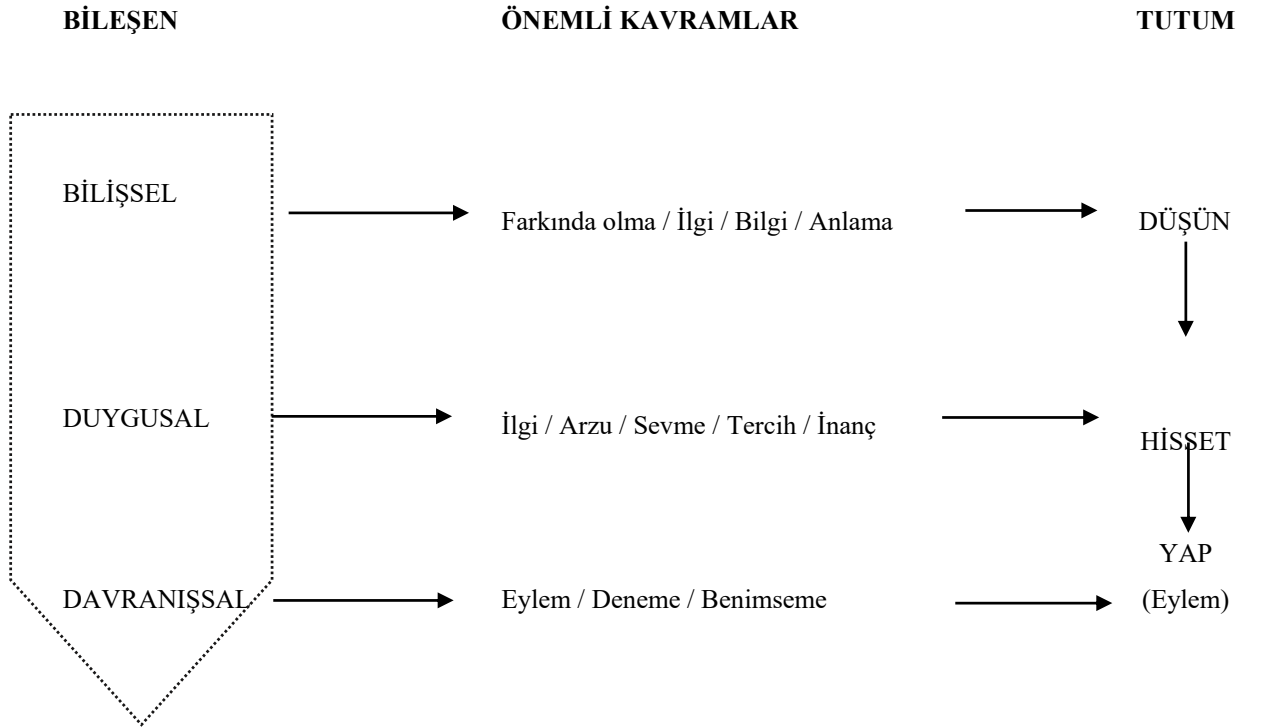 BİLEŞEN ÖNEMLİ KAVRAMLAR TUTUM
BİLİŞSEL
Farkında olma / İlgi / Bilgi / Anlama DÜŞÜN
DUYGUSAL İlgi / Arzu / Sevme / Tercih / İnanç
HİSSET
YAP
DAVRANIŞSAL Eylem / Deneme / Benimseme (Eylem)